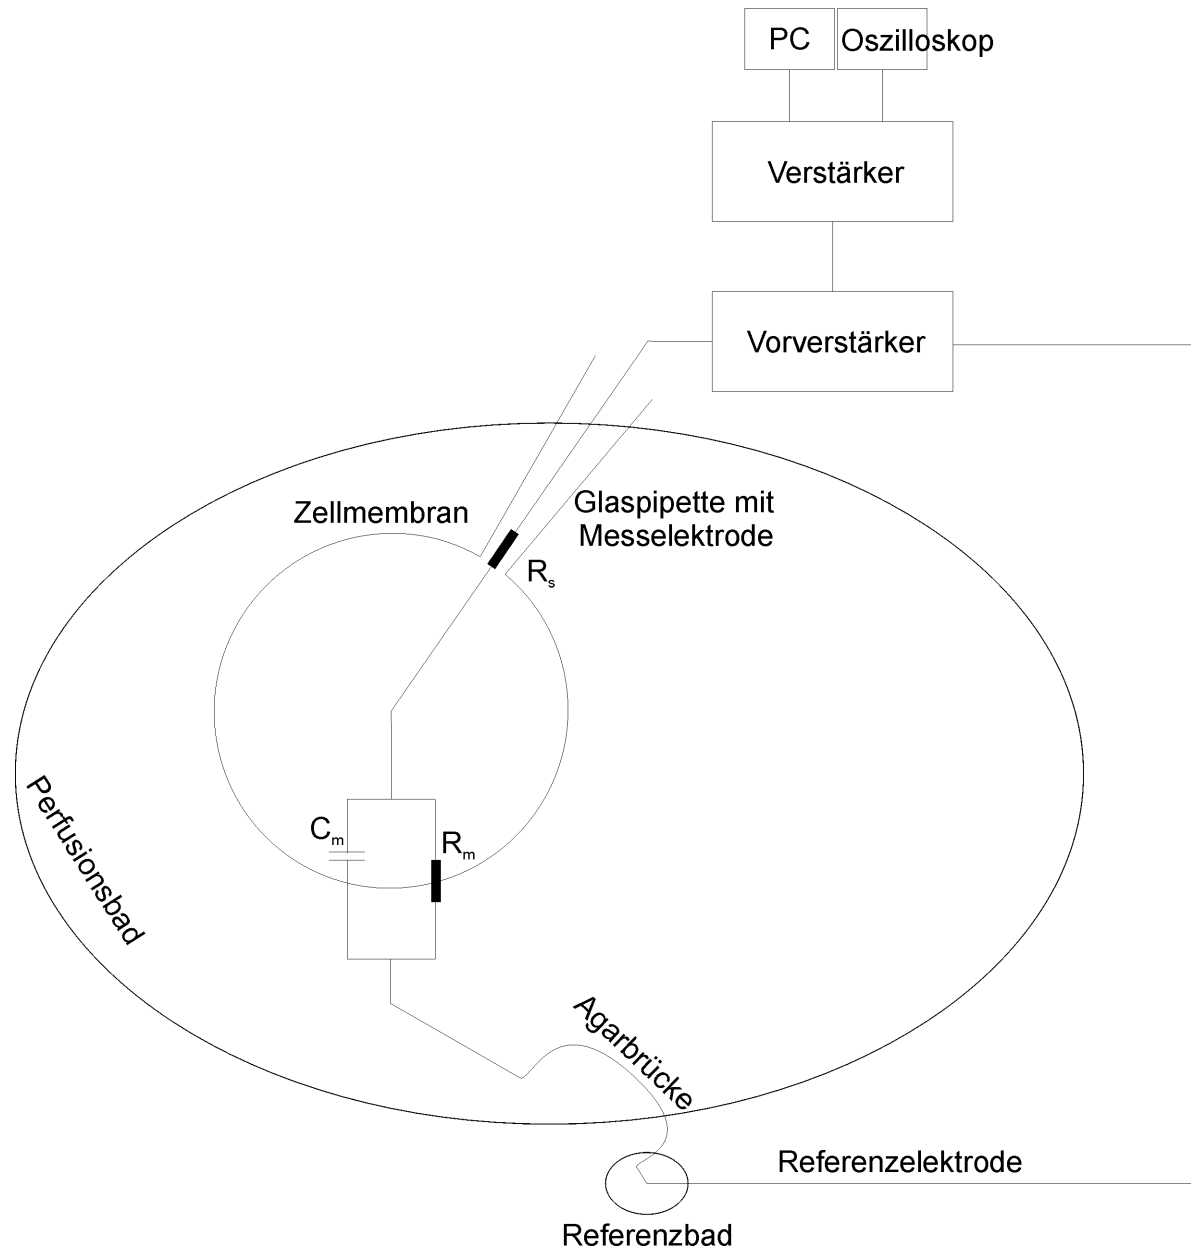 PC
Oszilloskop
Verstärker
Vorverstärker
Zellmembran
Glaspipette mit
Messelektrode
Rs
Cm
Rm
Perfusionsbad
Agarbrücke
Referenzelektrode
Referenzbad